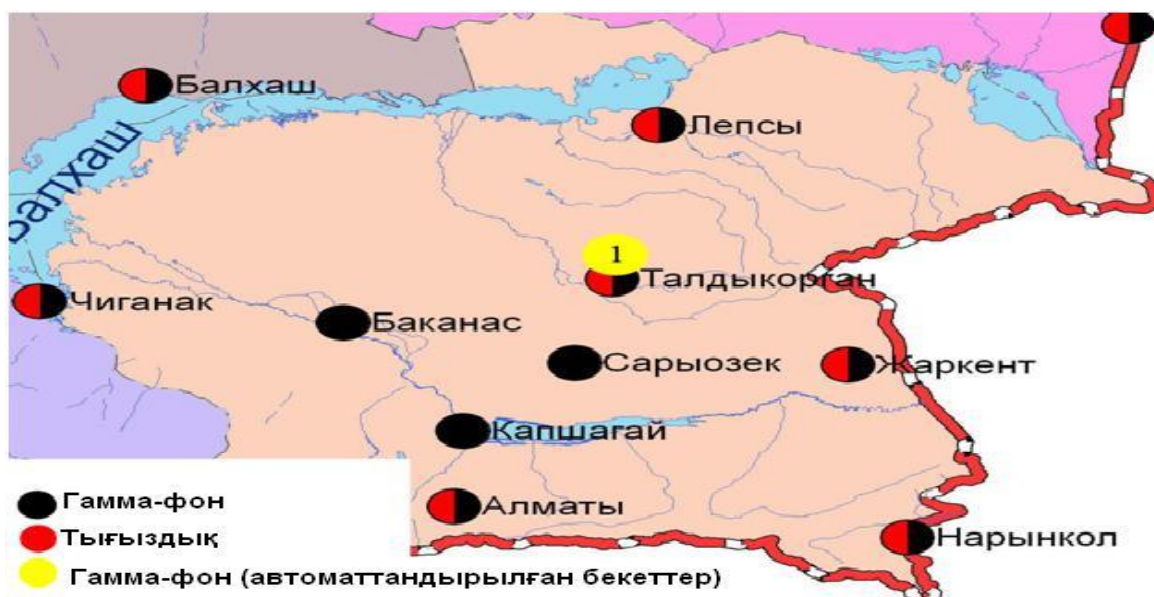 Балхаш
Лепсы
Балхаш
1
Талдыкорган
Чиганак
Баканас
Сарыозек
Жаркент
Капшагай
Алматы
Нарынкол
Гамма-фон
Тығыздық
Гамма-фон (автоматтандырылған бекеттер)